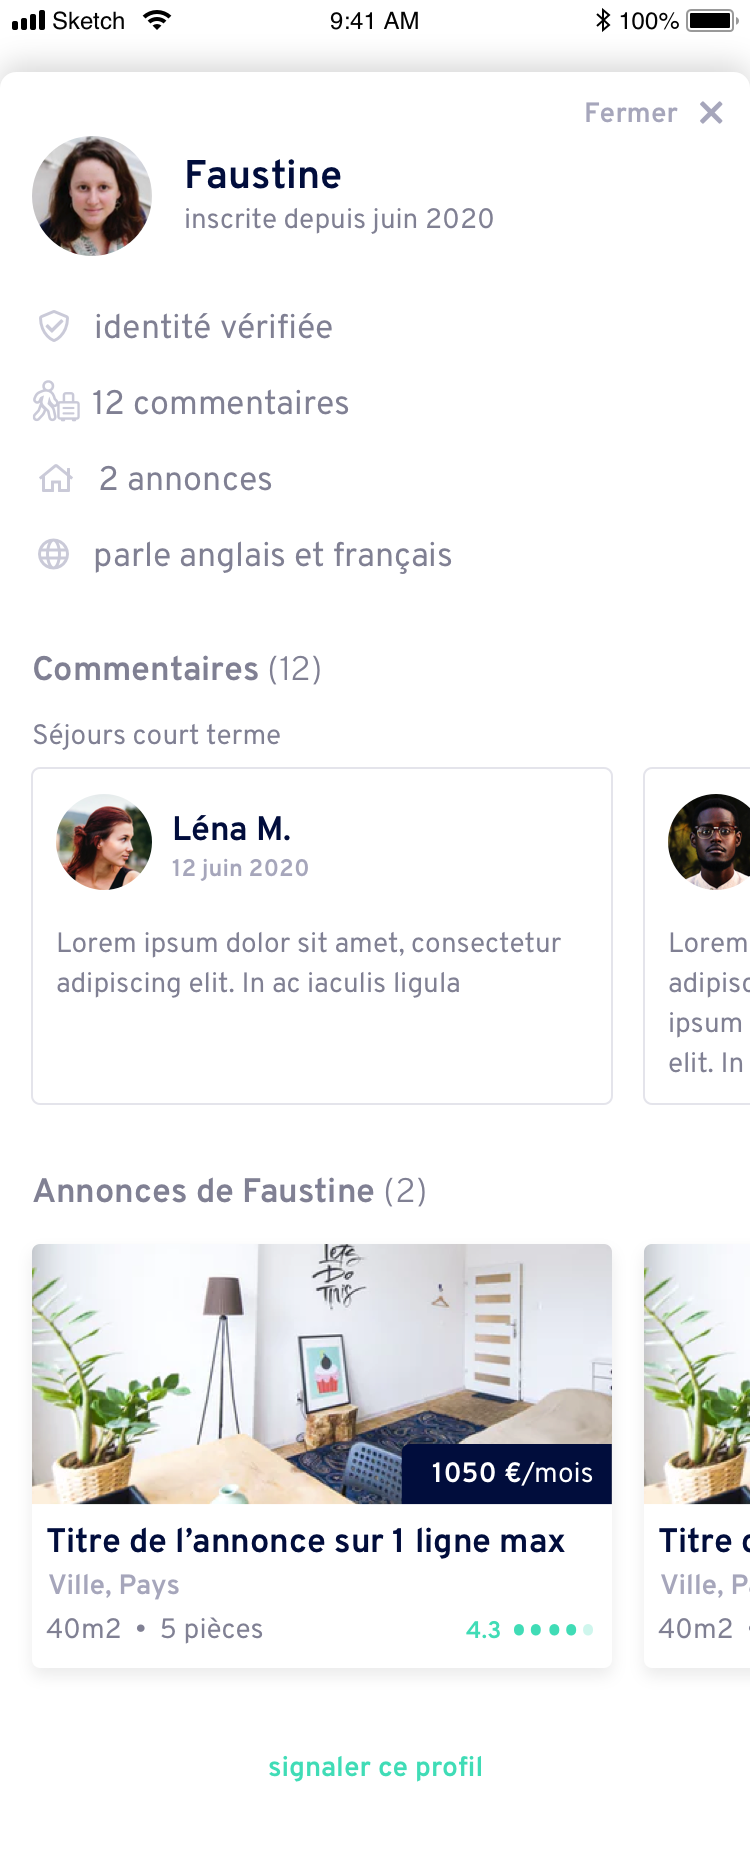 Sketch 9:41 AM 100%
Fermer
Faustine
inscrite depuis juin 2020
identité vérifiée
12 commentaires
2 annonces
parle anglais et français
Commentaires (12)
Séjours court terme
Léna M.
12 juin 2020
Lorem ipsum dolor sit amet, consectetur
adipiscing elit. In ac iaculis ligula
Lorem
adipisc
ipsum
elit. In
Annonces de Faustine (2)
Let's
Do
This
1050 €/mois
Titre de l’annonce sur 1 ligne max
Ville, Pays
40m2 • 5 pièces
4.3
Titre d
Ville, Pa
40m2
signaler ce profil